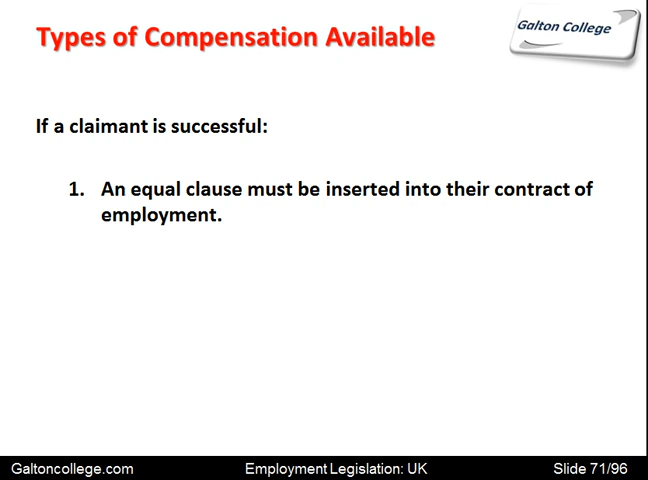 Types of Compensation Available
Galton College
If a claimant is successful:
1. An equal clause must be inserted into their contract of
employment.
Galtoncollege.com
Employment Legislation: UK
Slide 71/96